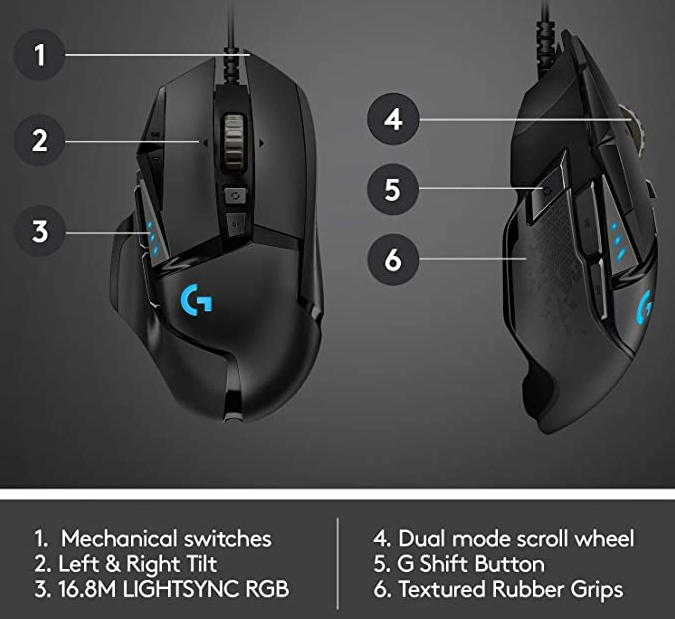 1
2
3
4
5
6
G
G
1. Mechanical switches
2. Left & Right Tilt
3. 16.8M LIGHTSYNC RGB
4. Dual mode scroll wheel
5. G Shift Button
6. Textured Rubber Grips